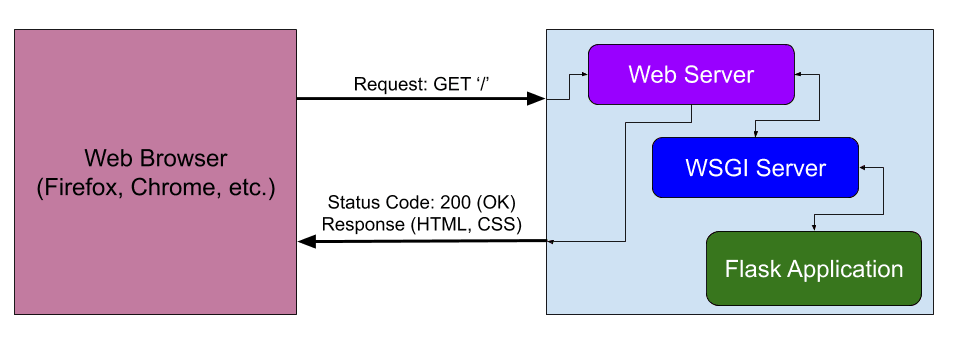 Web Browser
(Firefox, Chrome, etc.)
Request: GET ‘/’
Status Code: 200 (OK)
Response (HTML, CSS)
Web Server
WSGI Server
Flask Application